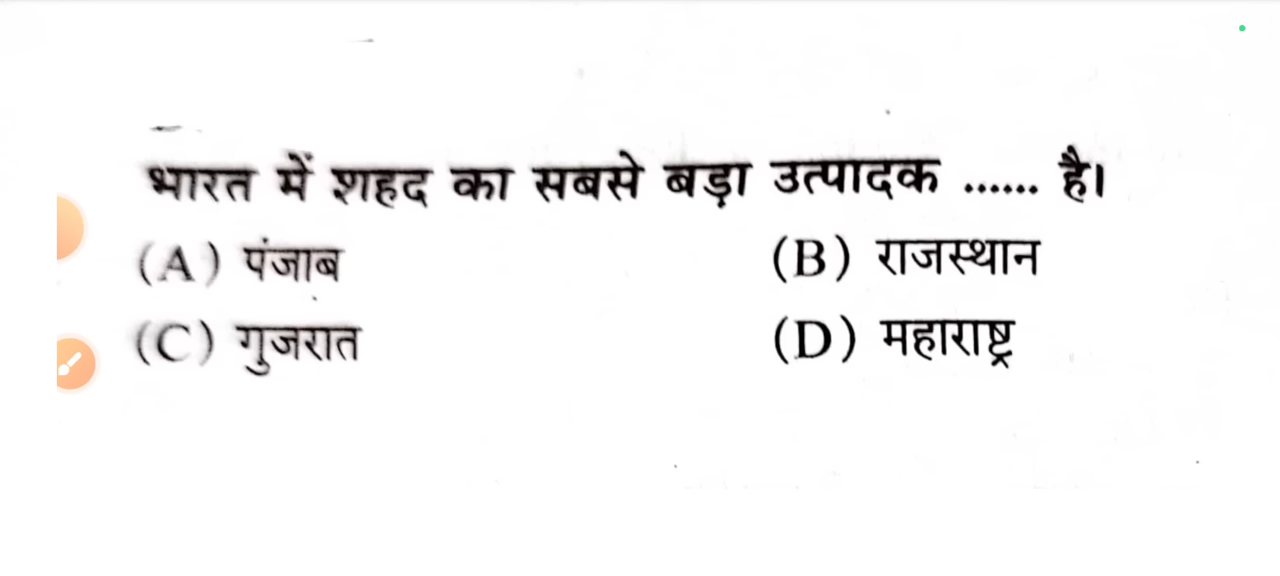 भारत में शहद का सबसे बड़ा उत्पादक ...... है।
(A) पंजाब (B) राजस्थान
(C) गुजरात (D) महाराष्ट्र